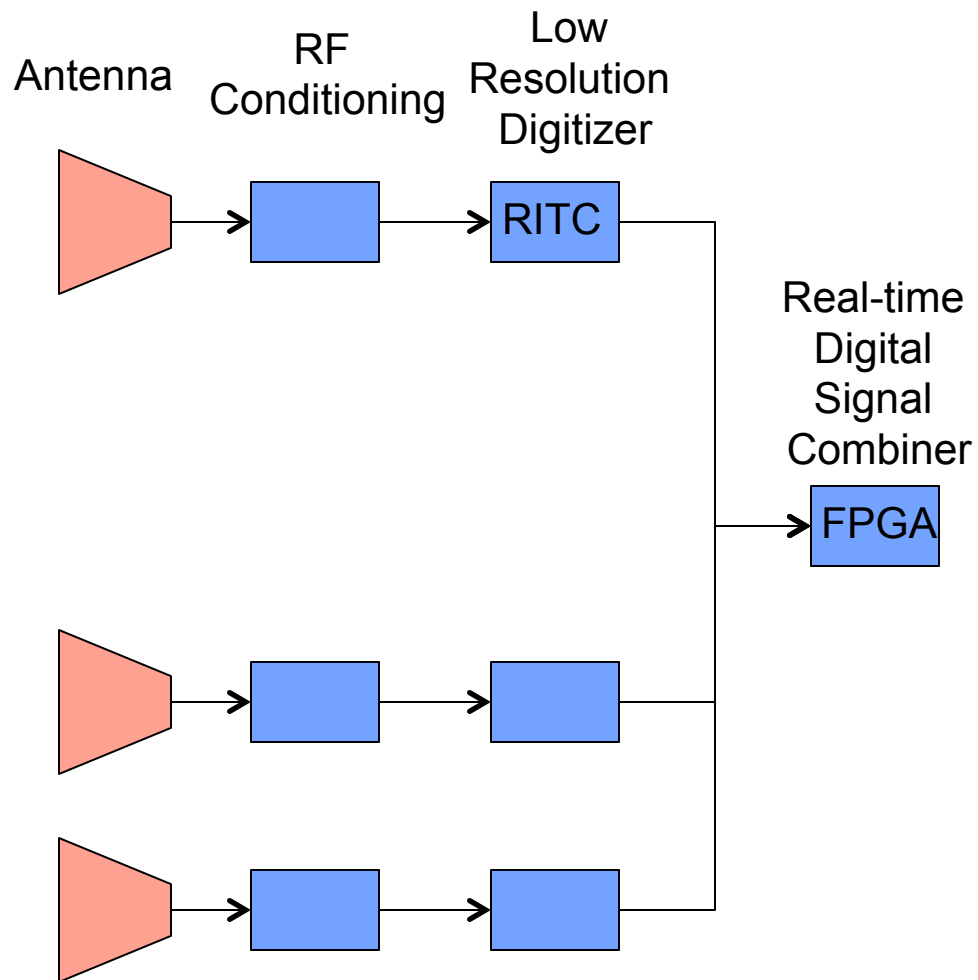 Antenna
RF
Conditioning
Low
Resolution
Digitizer
RITC
Real-time
Digital
Signal
Combiner
FPGA